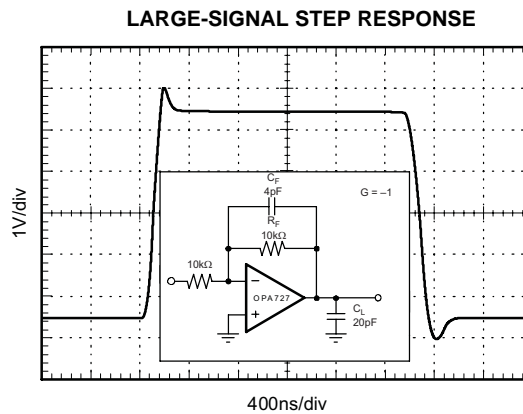 LARGE-SIGNAL STEP RESPONSE
1V/div
C_F
4pF
G = –1
R_F
10kΩ
10kΩ
–
OPA727
+
C_L
20pF
400ns/div